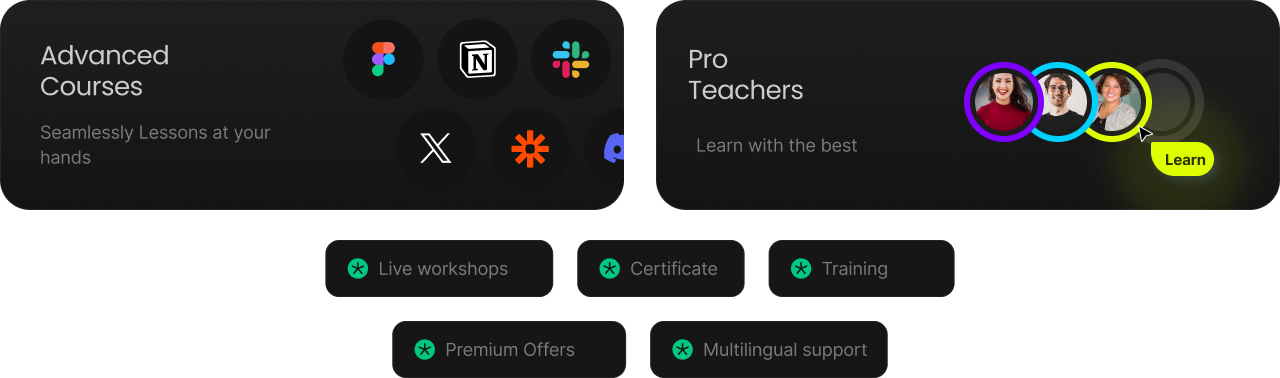 Advanced
Courses
Seamlessly Lessons at your
hands
N
Pro
Teachers
Learn with the best
Learn
Live workshops
Certificate
Training
Premium Offers
Multilingual support